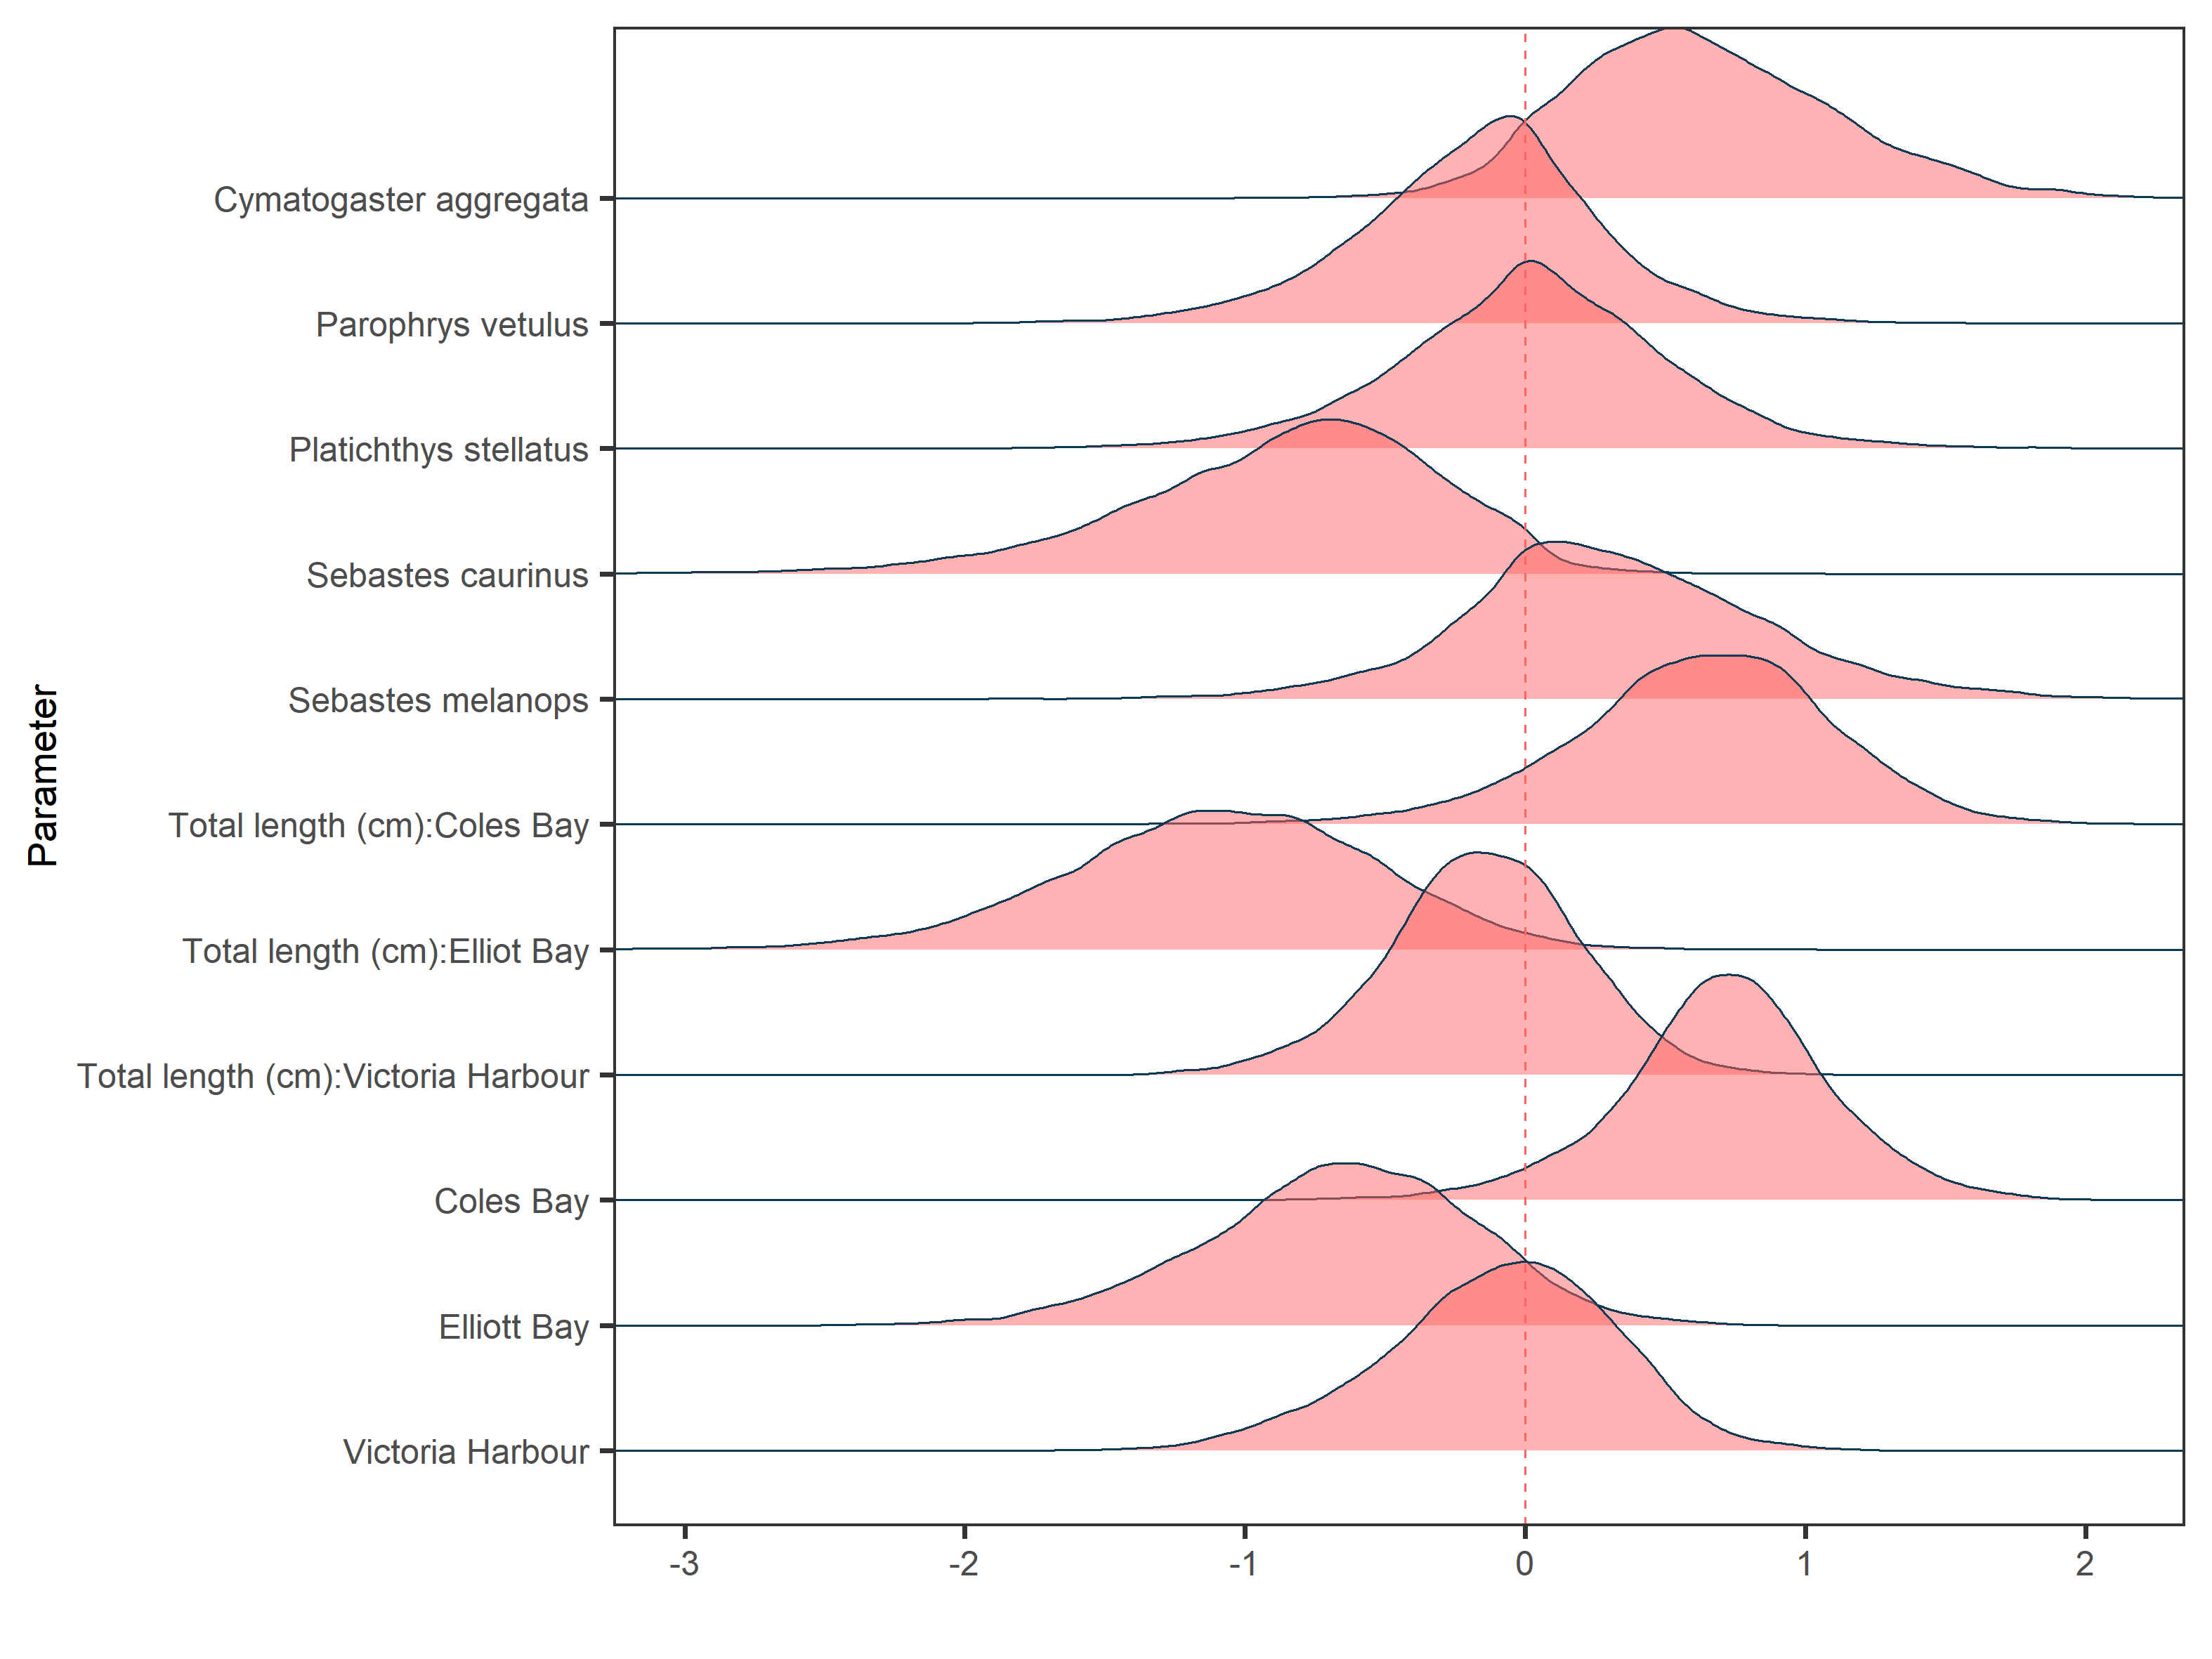 Parameter
Cymatogaster aggregata
Parophrys vetulus
Platichthys stellatus
Sebastes caurinus
Sebastes melanops
Total length (cm):Coles Bay
Total length (cm):Elliot Bay
Total length (cm):Victoria Harbour
Coles Bay
Elliott Bay
Victoria Harbour
-3 -2 -1 0 1 2